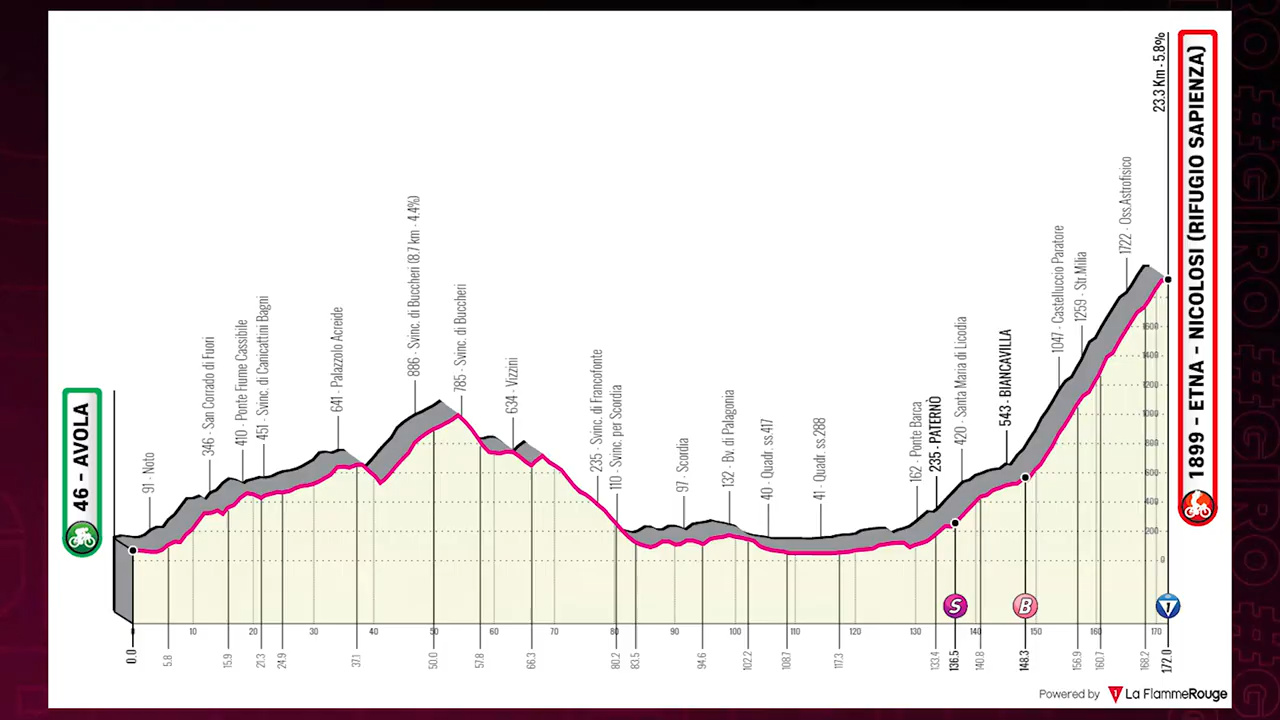 23.3 Km - 5.8%
1899 - ETNA - NICOLOSI (RIFUGIO SAPIENZA)
46 - AVOLA
91 - Noto
346 - San Corrado di Fuori
410 - Ponte Fiume Cassibile
451 - Svinc. di Canicattini Bagni
641 - Palazzolo Acreide
886 - Svinc. di Buccheri (8.7 km - 4.4%)
785 - Svinc. di Buccheri
634 - Vizzini
235 - Svinc. di Francofonte
110 - Svinc. per Scordia
97 - Scordia
132 - Bv. di Palagonia
40 - Quadr. ss.417
41 - Quadr. ss.288
162 - Ponte Barca
235 - PATERNÒ
420 - Santa Maria di Licodia
543 - BIANCAVILLA
1047 - Castelluccio Paratore
1259 - Str.Milia
1722 - Oss.Astrofisico
1600
1400
1200
1000
800
600
400
200
0
S
B
1
0 10 20 30 40 50 60 70 80 90 100 110 120 130 140 150 160 170
0.0 5.8 15.9 21.3 24.9 37.1 50.0 57.8 66.3 80.2 83.5 94.6 102.2 108.7 117.3 133.4 136.5 140.8 148.3 156.9 160.7 168.2 172.0
Powered by La FlammeRouge